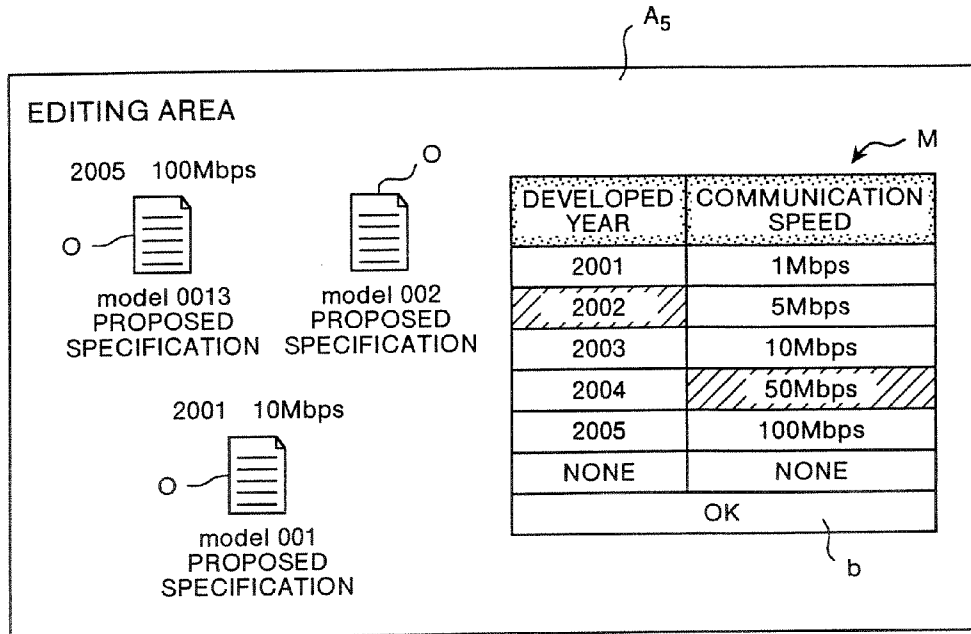 A5
EDITING AREA
2005 100Mbps
O
O
model 0013
PROPOSED
SPECIFICATION
model 002
PROPOSED
SPECIFICATION
2001 10Mbps
O
model 001
PROPOSED
SPECIFICATION
M
DEVELOPED YEAR COMMUNICATION SPEED
2001 1Mbps
2002 5Mbps
2003 10Mbps
2004 50Mbps
2005 100Mbps
NONE NONE
OK
b